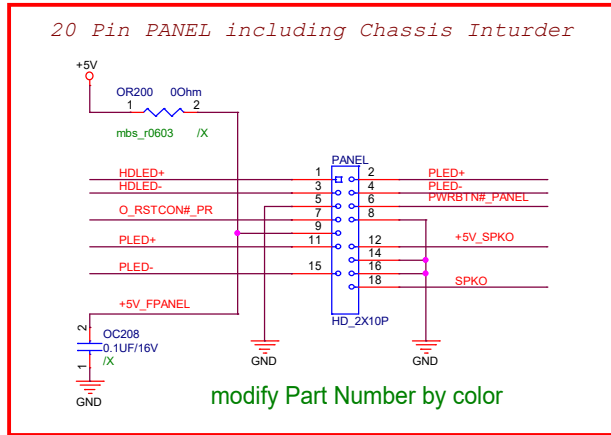 20 Pin PANEL including Chassis Inturder
+5V
OR200 0Ohm
1 2
mbs_r0603 /X
PANEL
HDLED+ 1 2 PLED+
HDLED- 3 4 PLED-
5 6 PWRBTN#_PANEL
O_RSTCON#_PR 7 8
9
PLED+ 11 12 +5V_SPKO
14
PLED- 15 16
18 SPKO
+5V_FPANEL
HD_2X10P
2 OC208
0.1UF/16V
1 /X
GND GND
GND
modify Part Number by color